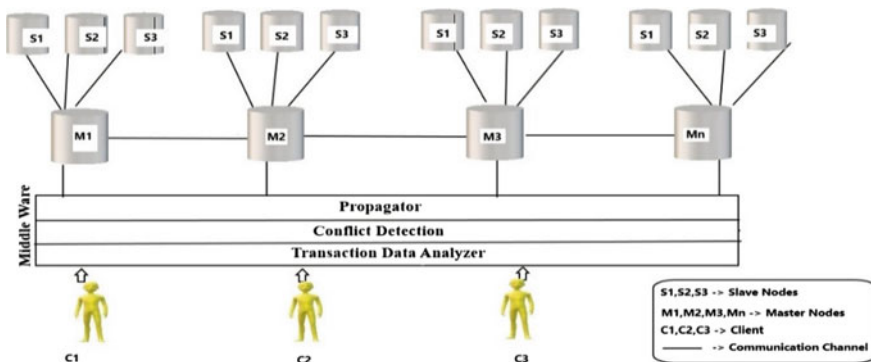 S1 S2 S3 S1 S2 S3 S1 S2 S3 S1 S2 S3
M1 M2 M3 Mn
Middle Ware
Propagator
Conflict Detection
Transaction Data Analyzer
S1,S2,S3 -> Slave Nodes
M1,M2,M3,Mn -> Master Nodes
C1,C2,C3 -> Client
-> Communication Channel
C1 C2 C3